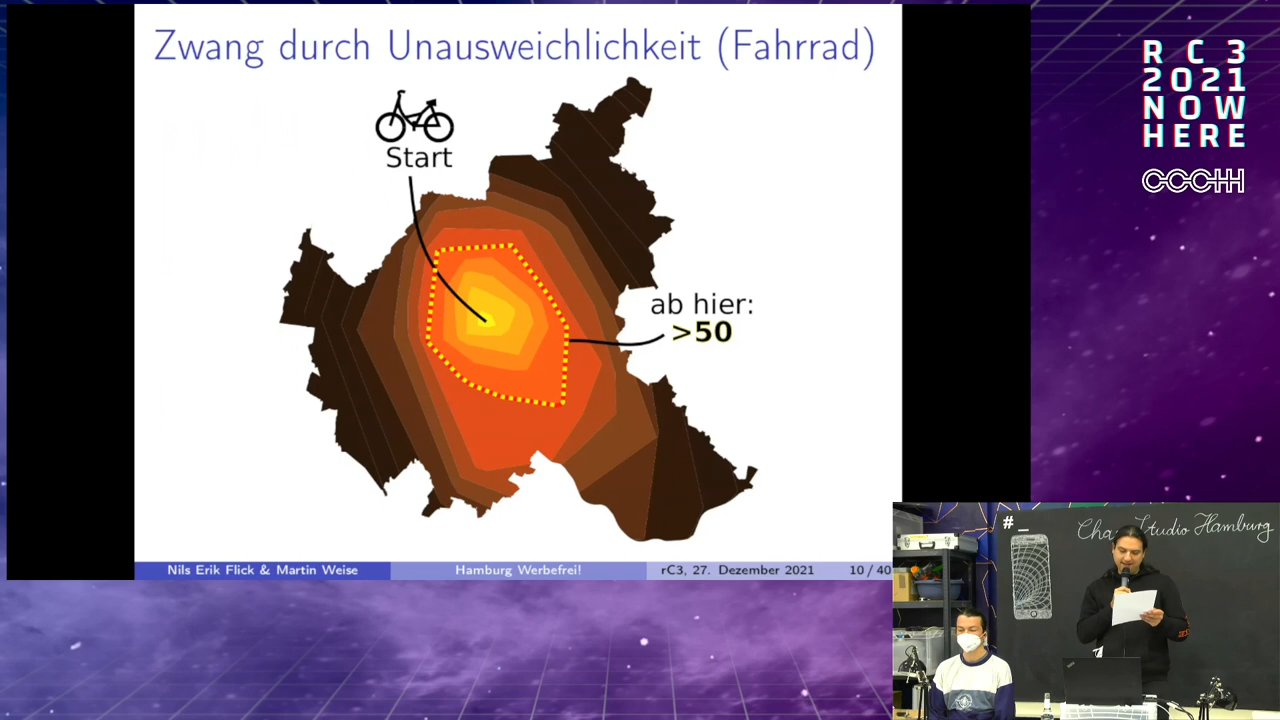 Zwang durch Unausweichlichkeit (Fahrrad)
Start
ab hier:
>50
Nils Erik Flick & Martin Weise
Hamburg Werbefrei!
rC3, 27. Dezember 2021
10 / 40
R C 3
2021
N O W
HERE
CCCHH
#_
Cha Studio Hamburg